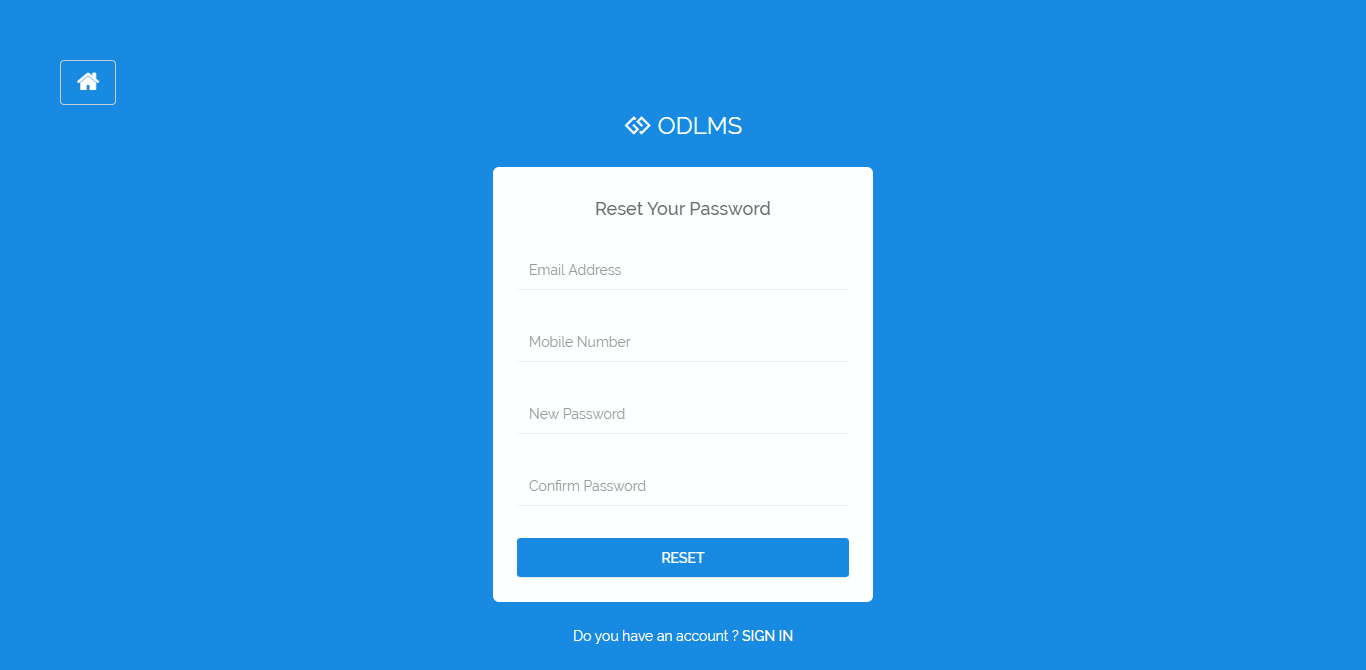 ODLMS
Reset Your Password
Email Address
Mobile Number
New Password
Confirm Password
RESET
Do you have an account ? SIGN IN